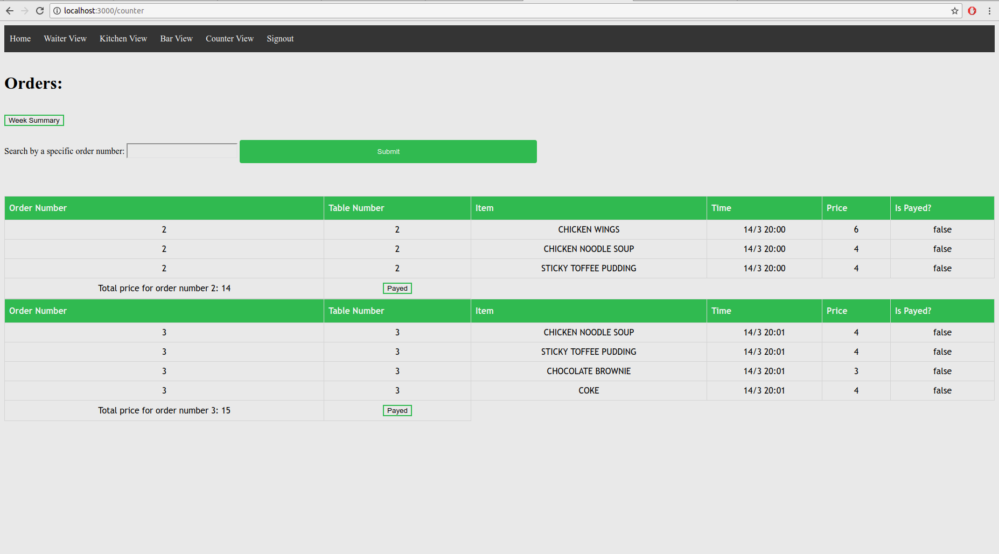 localhost:3000/counter
Home Waiter View Kitchen View Bar View Counter View Signout
Orders:
Week Summary
Search by a specific order number: Submit
Order Number Table Number Item Time Price Is Payed?
2 2 CHICKEN WINGS 14/3 20:00 6 false
2 2 CHICKEN NOODLE SOUP 14/3 20:00 4 false
2 2 STICKY TOFFEE PUDDING 14/3 20:00 4 false
Total price for order number 2: 14 Payed
Order Number Table Number Item Time Price Is Payed?
3 3 CHICKEN NOODLE SOUP 14/3 20:01 4 false
3 3 STICKY TOFFEE PUDDING 14/3 20:01 4 false
3 3 CHOCOLATE BROWNIE 14/3 20:01 3 false
3 3 COKE 14/3 20:01 4 false
Total price for order number 3: 15 Payed